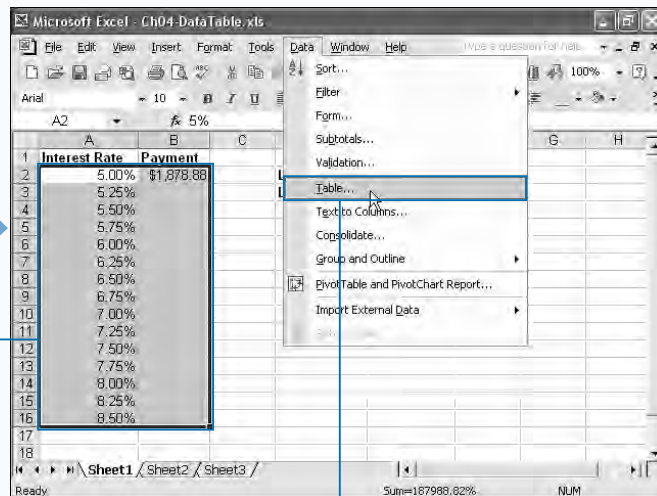 Microsoft Excel - Ch04-DataTable.xls
File Edit View Insert Format Tools Data Window Help Type a question for help
100%
Arial 10 B I U
A2 fx 5%
A B C G H
1 Interest Rate Payment
2 5.00% $1,878.88 L
3 5.25% L
4 5.50%
5 5.75%
6 6.00%
7 6.25%
8 6.50%
9 6.75%
10 7.00%
11 7.25%
12 7.50%
13 7.75%
14 8.00%
15 8.25%
16 8.50%
17
18
Sort...
Filter
Form...
Subtotals...
Validation...
Table...
Text to Columns...
Consolidate...
Group and Outline
PivotTable and PivotChart Report...
Import External Data
Sheet1 Sheet2 Sheet3
Ready Sum=187988.82% NUM